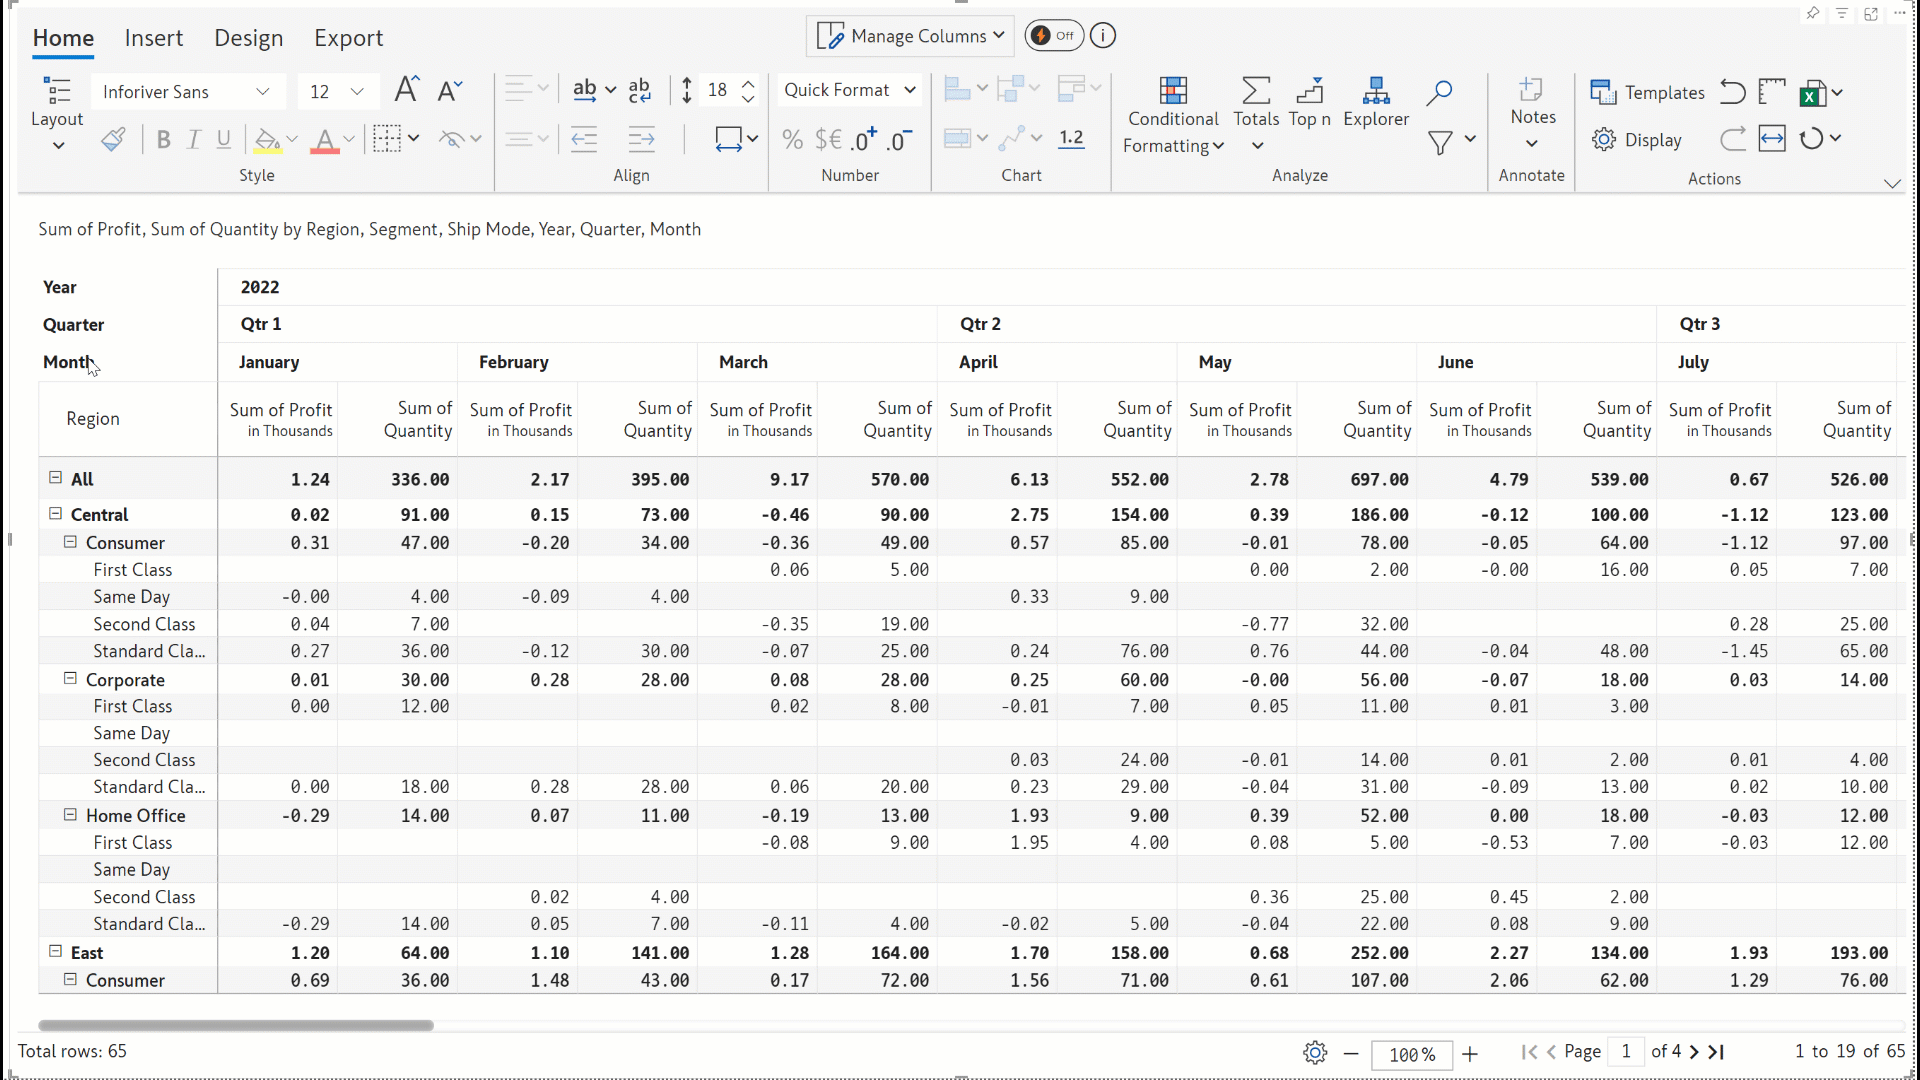 Home Insert Design Export Manage Columns Off i
Inforiver Sans 12 A A ab ab c 18 Quick Format Conditional Formatting Totals Top n Explorer Notes Templates
Layout B I U A % $€ .0 .0 1.2 Display
Style Align Number Chart Analyze Annotate Actions
Sum of Profit, Sum of Quantity by Region, Segment, Ship Mode, Year, Quarter, Month
Year 2022
Quarter Qtr 1 Qtr 2 Qtr 3
Month January February March April May June July
Region Sum of Profit in Thousands Sum of Quantity Sum of Profit in Thousands Sum of Quantity Sum of Profit in Thousands Sum of Quantity Sum of Profit in Thousands Sum of Quantity Sum of Profit in Thousands Sum of Quantity Sum of Profit in Thousands Sum of Quantity Sum of Profit in Thousands Sum of Quantity
All 1.24 336.00 2.17 395.00 9.17 570.00 6.13 552.00 2.78 697.00 4.79 539.00 0.67 526.00
Central 0.02 91.00 0.15 73.00 -0.46 90.00 2.75 154.00 0.39 186.00 -0.12 100.00 -1.12 123.00
Consumer 0.31 47.00 -0.20 34.00 -0.36 49.00 0.57 85.00 -0.01 78.00 -0.05 64.00 -1.12 97.00
First Class 0.06 5.00 0.00 2.00 -0.00 16.00 0.05 7.00
Same Day -0.00 4.00 -0.09 4.00 0.33 9.00
Second Class 0.04 7.00 -0.35 19.00 -0.77 32.00 0.28 25.00
Standard Cla... 0.27 36.00 -0.12 30.00 -0.07 25.00 0.24 76.00 0.76 44.00 -0.04 48.00 -1.45 65.00
Corporate 0.01 30.00 0.28 28.00 0.08 28.00 0.25 60.00 -0.00 56.00 -0.07 18.00 0.03 14.00
First Class 0.00 12.00 0.02 8.00 -0.01 7.00 0.05 11.00 0.01 3.00
Same Day
Second Class 0.03 24.00 -0.01 14.00 0.01 2.00 0.01 4.00
Standard Cla... 0.00 18.00 0.28 28.00 0.06 20.00 0.23 29.00 -0.04 31.00 -0.09 13.00 0.02 10.00
Home Office -0.29 14.00 0.07 11.00 -0.19 13.00 1.93 9.00 0.39 52.00 0.00 18.00 -0.03 12.00
First Class -0.08 9.00 1.95 4.00 0.08 5.00 -0.53 7.00 -0.03 12.00
Same Day
Second Class 0.02 4.00 0.36 25.00 0.45 2.00
Standard Cla... -0.29 14.00 0.05 7.00 -0.11 4.00 -0.02 5.00 -0.04 22.00 0.08 9.00
East 1.20 64.00 1.10 141.00 1.28 164.00 1.70 158.00 0.68 252.00 2.27 134.00 1.93 193.00
Consumer 0.69 36.00 1.48 43.00 0.17 72.00 1.56 71.00 0.61 107.00 2.06 62.00 1.29 76.00
Total rows: 65 100% Page 1 of 4 1 to 19 of 65